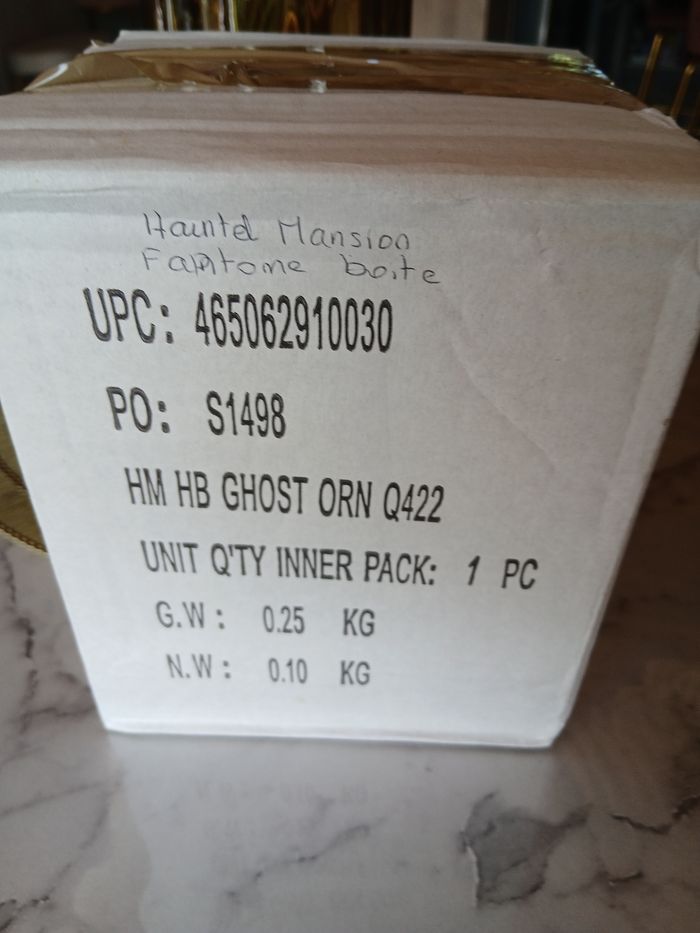 Hauntel Mansion
Fantome boite
UPC: 465062910030
PO: S1498
HM HB GHOST ORN Q422
UNIT Q'TY INNER PACK: 1 PC
G.W: 0.25 KG
N.W: 0.10 KG